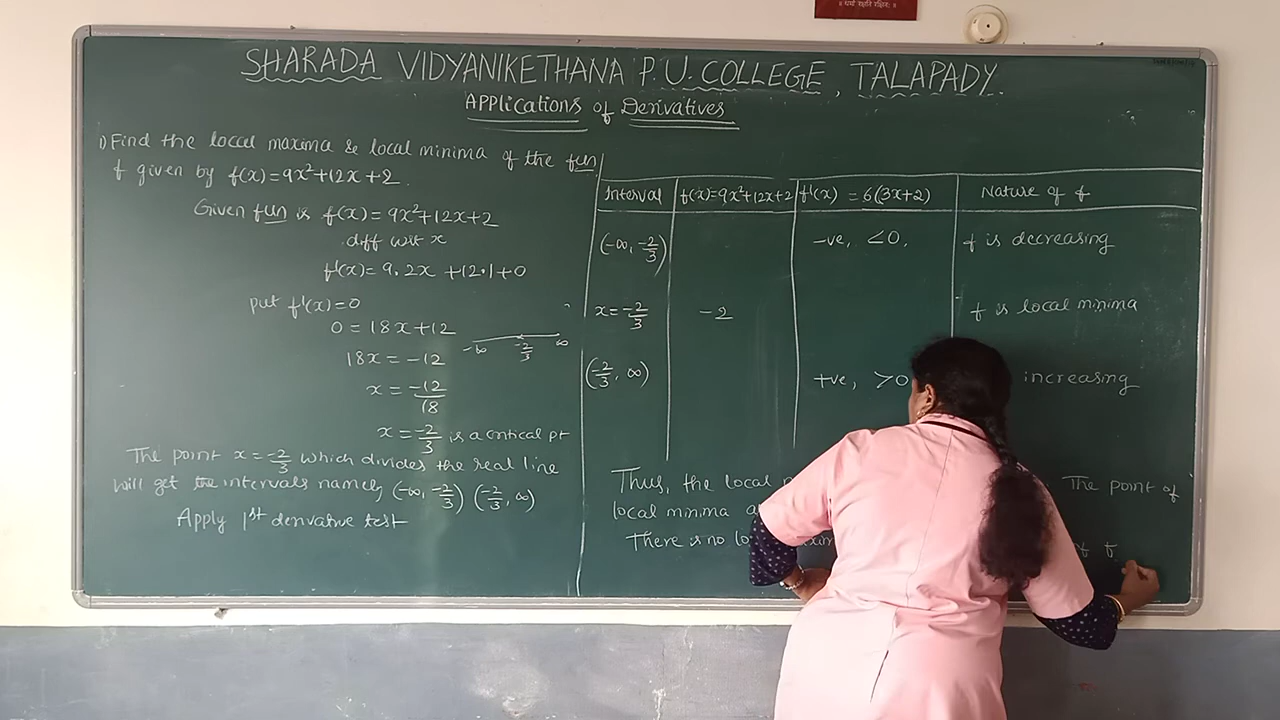 SHARADA VIDYANIKETHANA P.U. COLLEGE, TALAPADY.
Applications of Derivatives
1) Find the local maxima & local minima of the fun
f given by f(x)=9x²+12x+2.
Given fun is f(x)=9x²+12x+2
diff wrt x
f'(x)=9.2x+12.1+0
put f'(x)=0
0=18x+12
-∞ -2/3 ∞
18x=-12
x=-12/18
x=-2/3 is a critical pt
The point x=-2/3 which divides the real line
will get the intervals namely (-∞,-2/3) (-2/3,∞)
Apply 1st derivative test
Interval f(x)=9x²+12x+2 f'(x)=6(3x+2) Nature of f
(-∞,-2/3) -ve, <0. f is decreasing
x=-2/3 -2 f is local minima
(-2/3,∞) +ve, >0 increasing
Thus, the local The point of
local minima
There is no of f